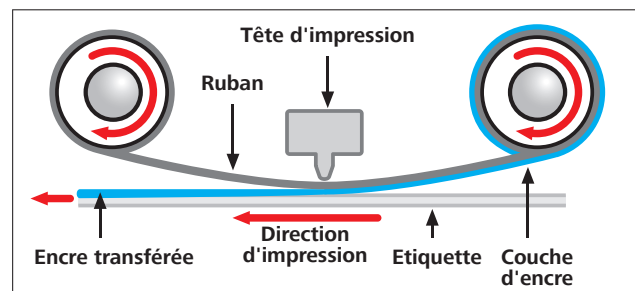 Tête d'impression
Ruban
Encre transférée
Direction
d'impression
Etiquette
Couche
d'encre